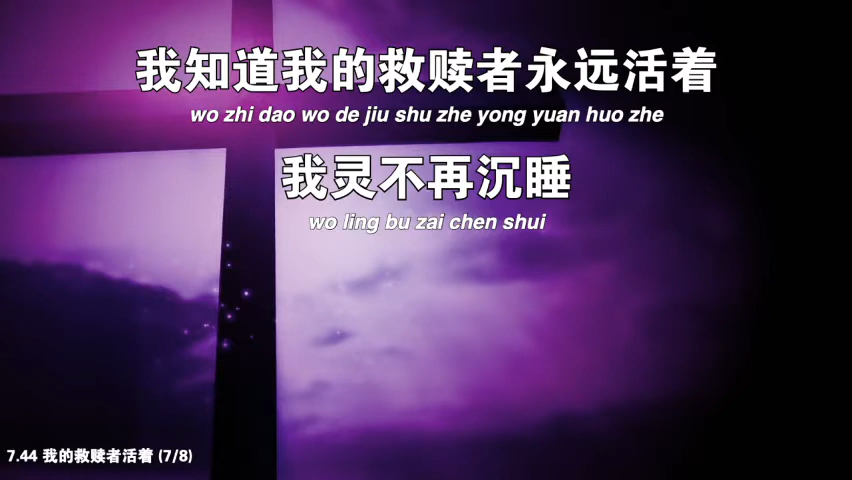 我知道我的救赎者永远活着
wo zhi dao wo de jiu shu zhe yong yuan huo zhe
我灵不再沉睡
wo ling bu zai chen shui
7.44 我的救赎者活着 (7/8)